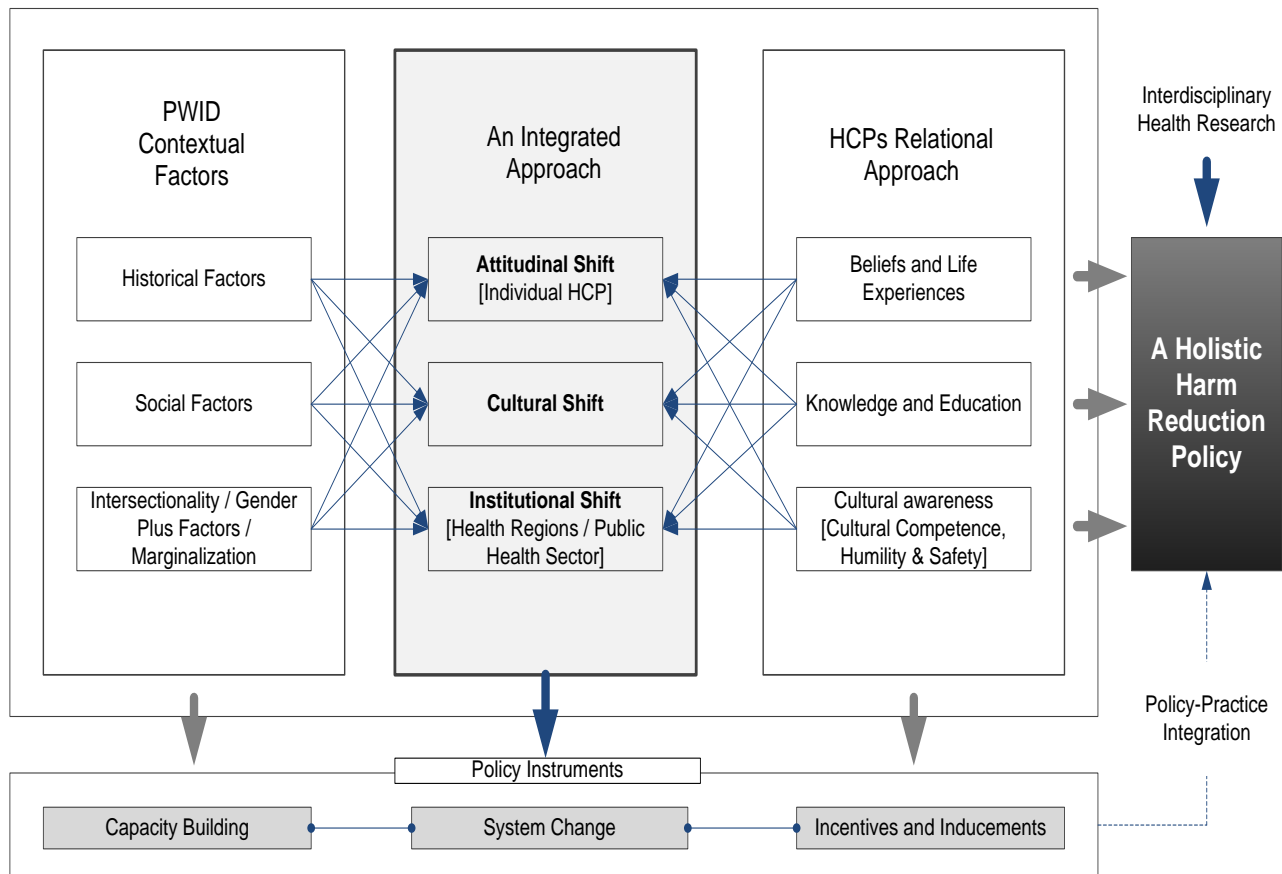 PWID
Contextual
Factors
Historical Factors
Social Factors
Intersectionality / Gender
Plus Factors /
Marginalization
An Integrated
Approach
Attitudinal Shift
[Individual HCP]
Cultural Shift
Institutional Shift
[Health Regions / Public
Health Sector]
HCPs Relational
Approach
Beliefs and Life
Experiences
Knowledge and Education
Cultural awareness
[Cultural Competence,
Humility & Safety]
Interdisciplinary
Health Research
A Holistic
Harm
Reduction
Policy
Policy-Practice
Integration
Policy Instruments
Capacity Building
System Change
Incentives and Inducements